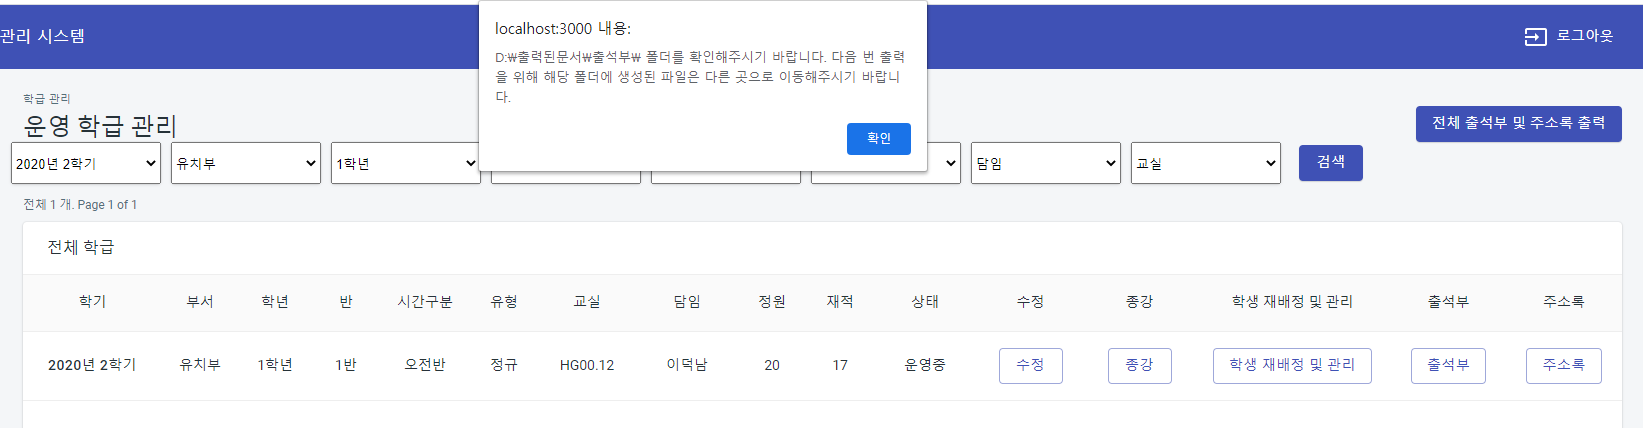 localhost:3000 내용:
D:₩출력된문서₩출석부₩ 폴더를 확인해주시기 바랍니다. 다음 번 출력
을 위해 해당 폴더에 생성된 파일은 다른 곳으로 이동해주시기 바랍니
다.
확인
관리 시스템
로그아웃
학급 관리
운영 학급 관리
전체 출석부 및 주소록 출력
2020년 2학기 유치부 1학년 담임 교실 검색
전체 1 개. Page 1 of 1
전체 학급
학기 부서 학년 반 시간구분 유형 교실 담임 정원 재적 상태 수정 종강 학생 재배정 및 관리 출석부 주소록
2020년 2학기 유치부 1학년 1반 오전반 정규 HG00.12 이덕남 20 17 운영중 수정 종강 학생 재배정 및 관리 출석부 주소록